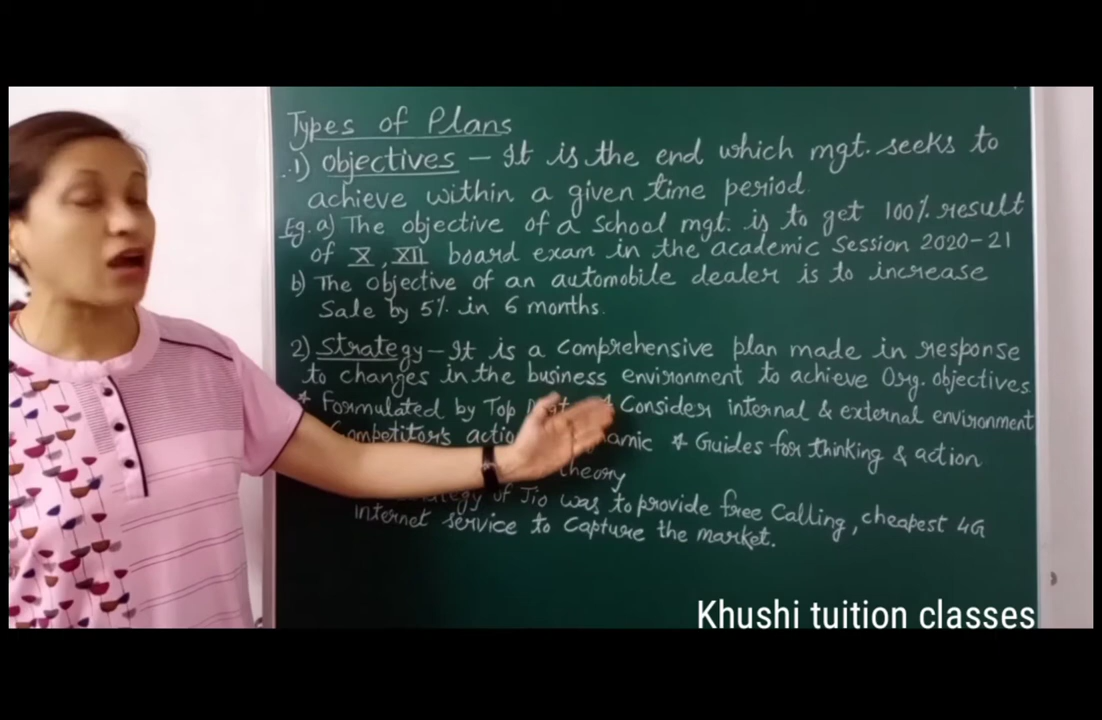 Types of Plans
1) Objectives – It is the end which mgt. seeks to
achieve within a given time period.
Eg. a) The objective of a School mgt. is to get 100% result
of X, XII board exam in the academic Session 2020-21
b) The objective of an automobile dealer is to increase
Sale by 5% in 6 months.
2) Strategy – It is a Comprehensive plan made in response
to changes in the business environment to achieve Org. objectives
* Formulated by Top Consider internal & external environment
Competitor's * Guides for thinking & action
theory
of Jio was to provide free Calling, cheapest 4G
internet service to Capture the market.
Khushi tuition classes